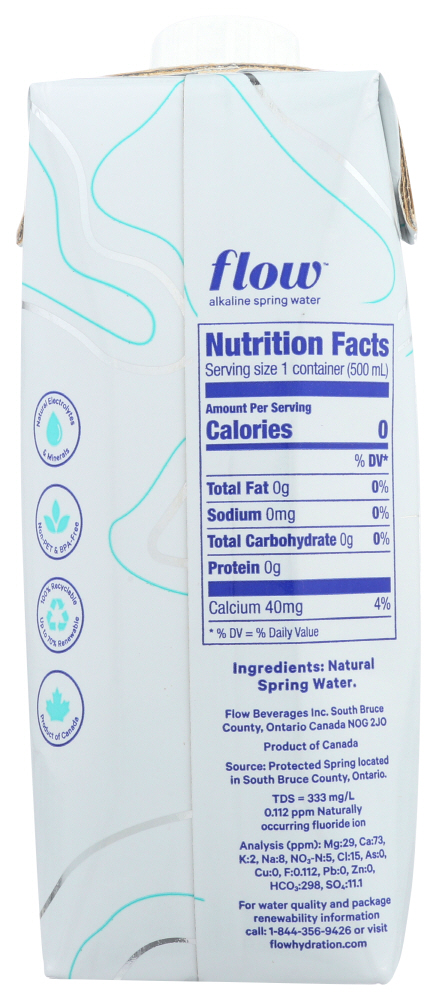 flow™
alkaline spring water
Nutrition Facts
Serving size 1 container (500 mL)
Amount Per Serving
Calories 0
% DV*
Total Fat 0g 0%
Sodium 0mg 0%
Total Carbohydrate 0g 0%
Protein 0g
Calcium 40mg 4%
* % DV = % Daily Value
Ingredients: Natural
Spring Water.
Flow Beverages Inc. South Bruce
County, Ontario Canada N0G 2J0
Product of Canada
Source: Protected Spring located
in South Bruce County, Ontario.
TDS = 333 mg/L
0.112 ppm Naturally
occurring fluoride ion
Analysis (ppm): Mg:29, Ca:73,
K:2, Na:8, NO₃-N:5, Cl:15, As:0,
Cu:0, F:0.112, Pb:0, Zn:0,
HCO₃:298, SO₄:11.1
For water quality and package
renewability information
call: 1-844-356-9426 or visit
flowhydration.com
Natural Electrolytes
& Minerals
Non-PET & BPA-Free
100% Recyclable
Up to 70% Renewable
Product of Canada